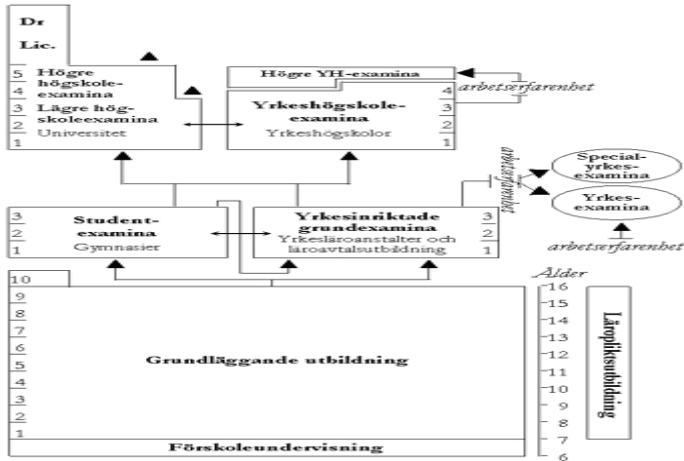 Dr
Lic.
5
4
3
2
1
Högre
högskole-
examina
Lägre hög-
skoleexamina
Universitet
Högre YH-examina
Yrkeshögskole-
examina
Yrkeshögskolor
4
3
2
1
arbetserfarenhet
3
2
1
Student-
examina
Gymnasier
Yrkesinriktade
grundexamina
Yrkesläroanstalter och
läroavtalsutbildning
3
2
1
arbetserfarenhet
Special-
yrkes-
examina
Yrkes-
examina
arbetserfarenhet
10
9
8
7
6
5
4
3
2
1
Grundläggande utbildning
Förskoleundervisning
Ålder
16
15
14
13
12
11
10
9
8
7
6
Läropliktsutbildning